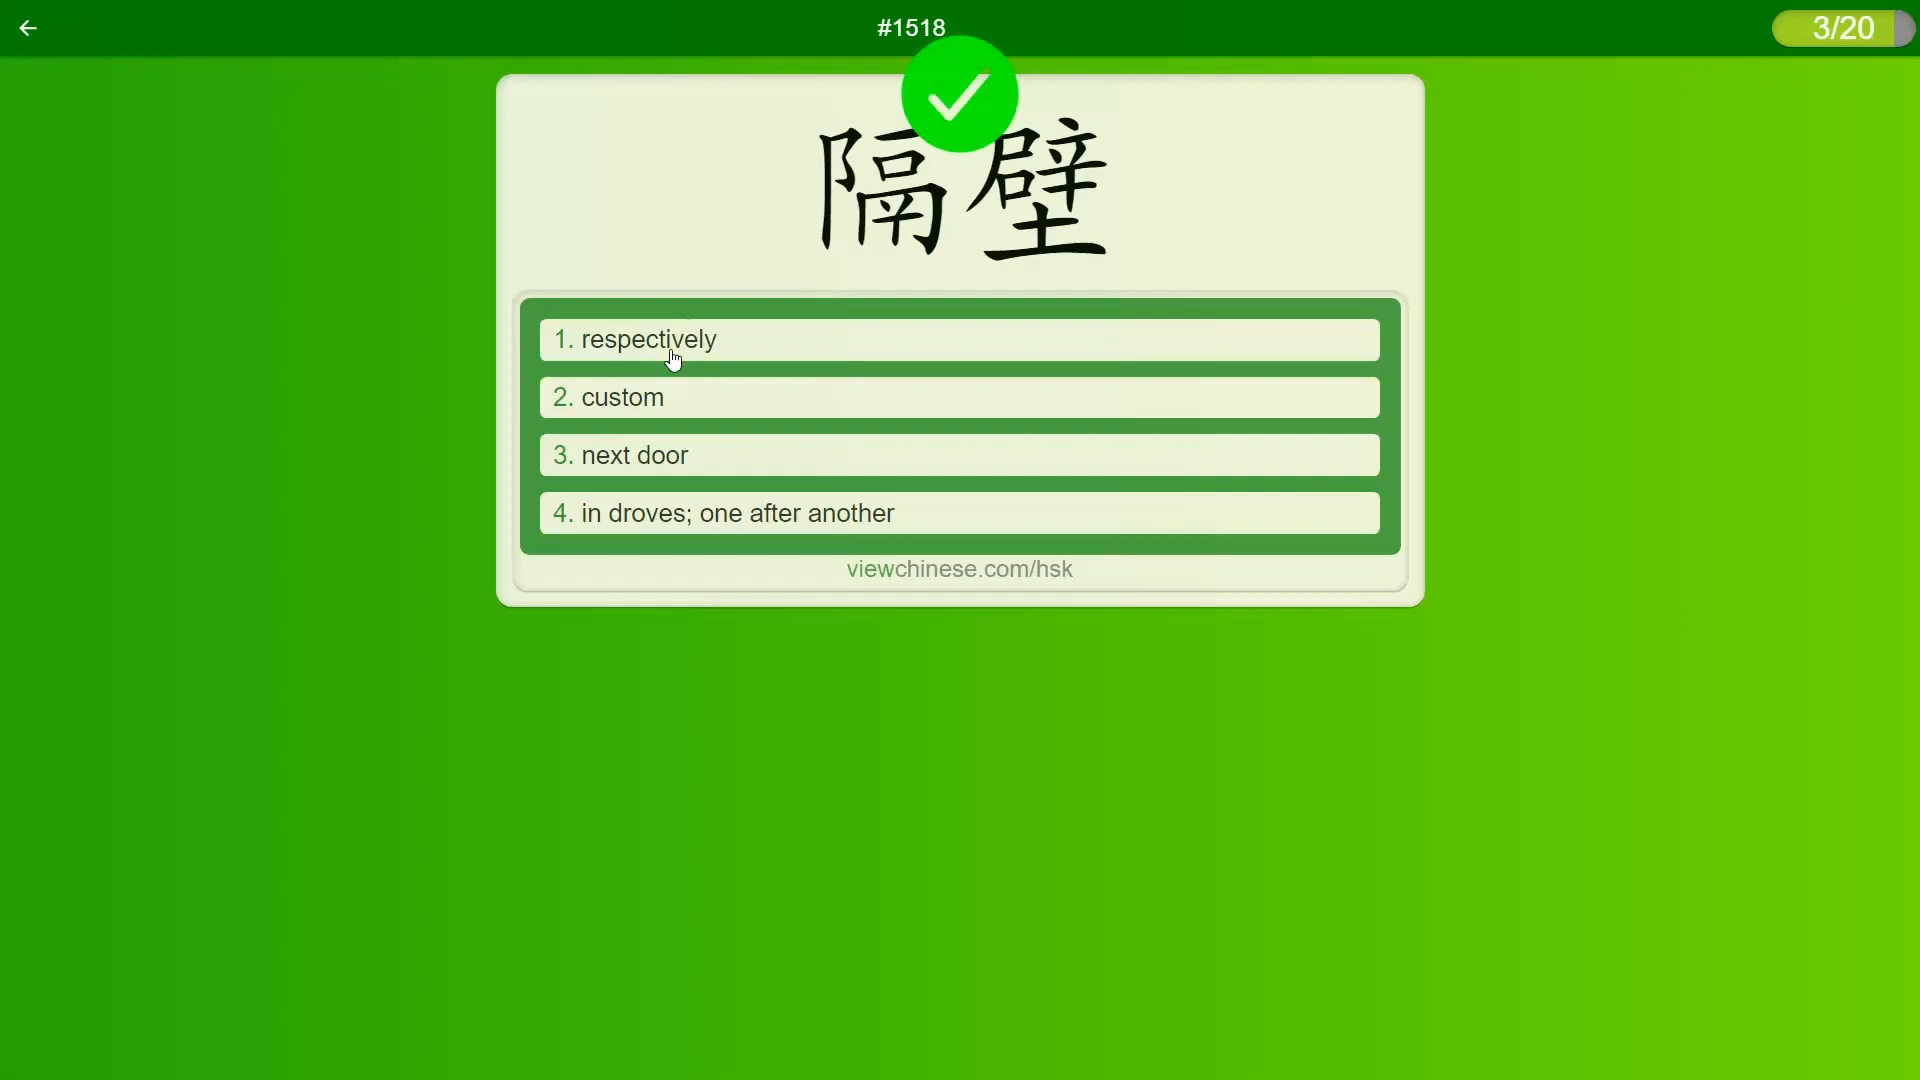 #1518
3/20
隔壁
1. respectively
2. custom
3. next door
4. in droves; one after another
viewchinese.com/hsk